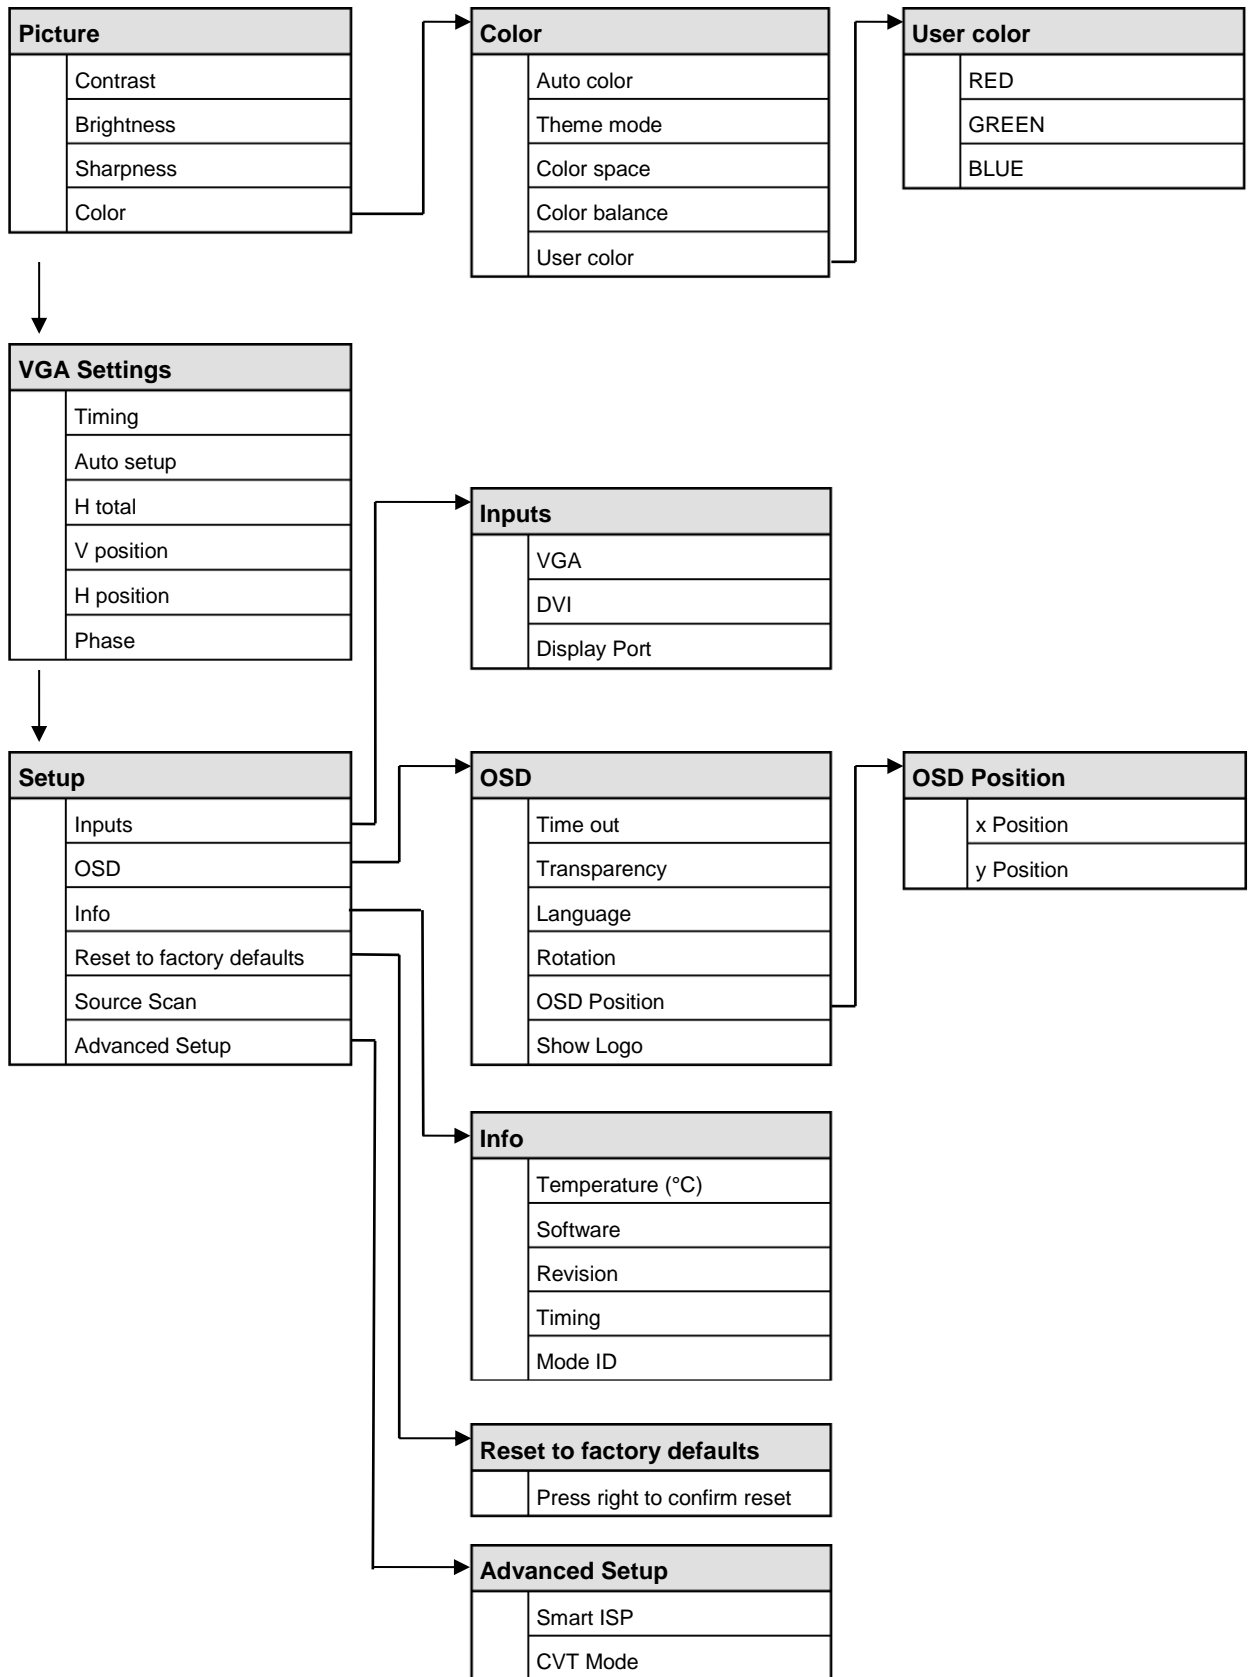 Picture
Contrast
Brightness
Sharpness
Color
Color
Auto color
Theme mode
Color space
Color balance
User color
User color
RED
GREEN
BLUE
VGA Settings
Timing
Auto setup
H total
V position
H position
Phase
Inputs
VGA
DVI
Display Port
Setup
Inputs
OSD
Info
Reset to factory defaults
Source Scan
Advanced Setup
OSD
Time out
Transparency
Language
Rotation
OSD Position
Show Logo
OSD Position
x Position
y Position
Info
Temperature (°C)
Software
Revision
Timing
Mode ID
Reset to factory defaults
Press right to confirm reset
Advanced Setup
Smart ISP
CVT Mode